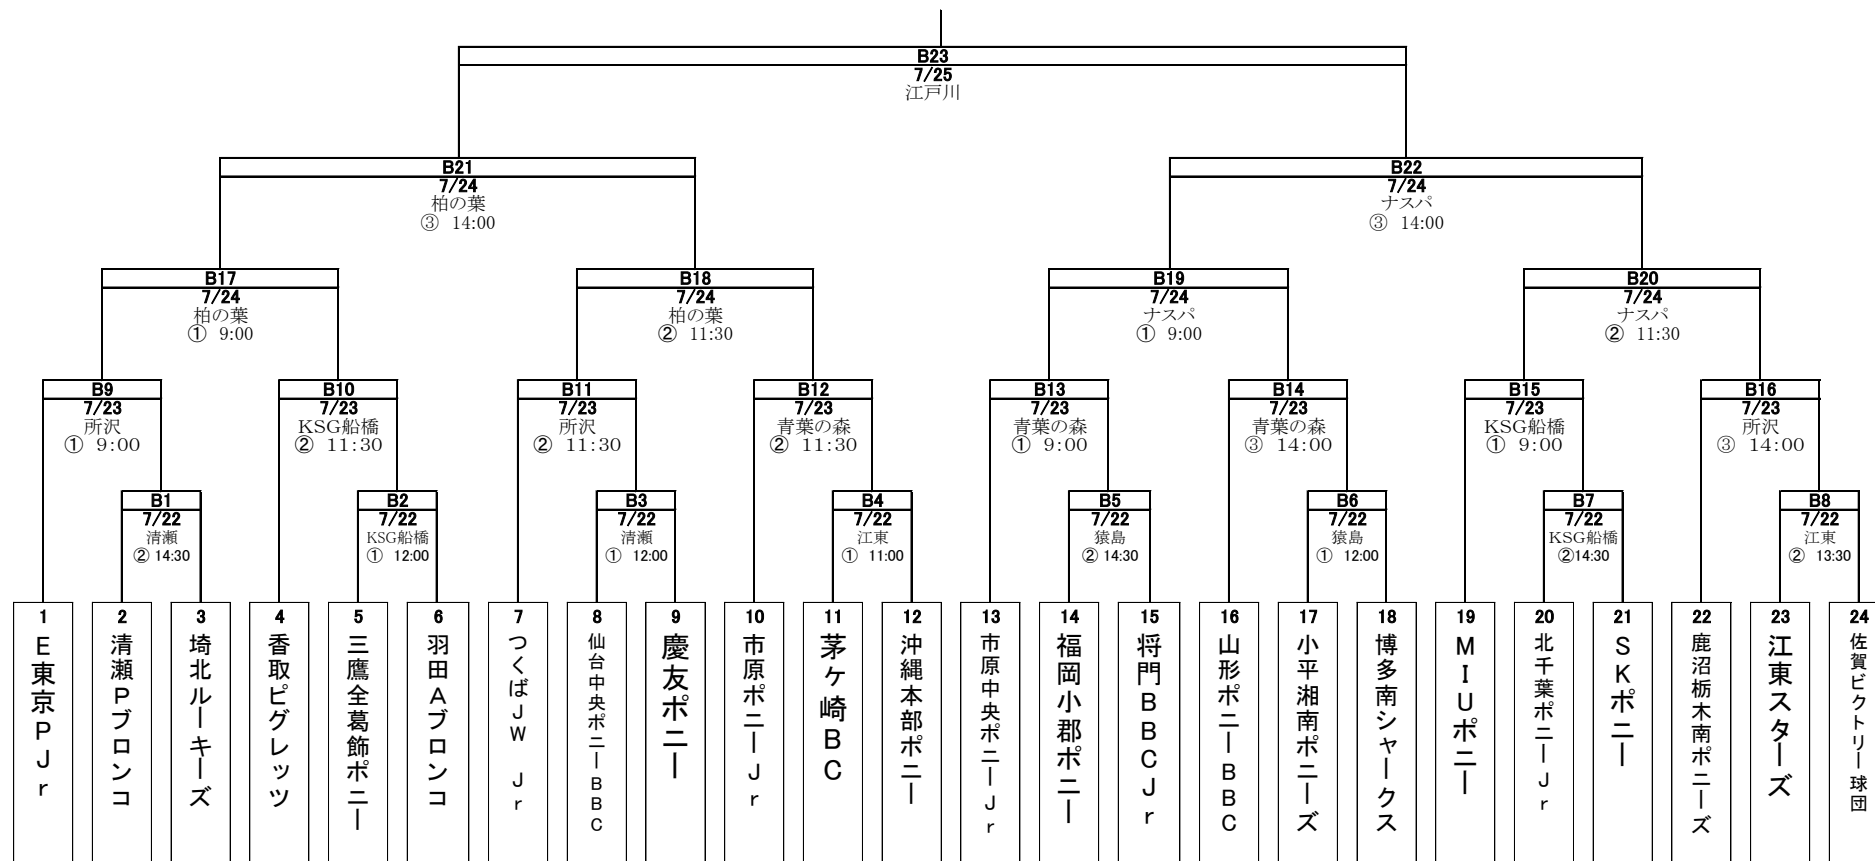 B23
7/25
江戸川
B21
7/24
柏の葉
③ 14:00
B22
7/24
ナスパ
③ 14:00
B17
7/24
柏の葉
① 9:00
B18
7/24
柏の葉
② 11:30
B19
7/24
ナスパ
① 9:00
B20
7/24
ナスパ
② 11:30
B9
7/23
所沢
① 9:00
B10
7/23
KSG船橋
② 11:30
B11
7/23
所沢
② 11:30
B12
7/23
青葉の森
② 11:30
B13
7/23
青葉の森
① 9:00
B14
7/23
青葉の森
③ 14:00
B15
7/23
KSG船橋
① 9:00
B16
7/23
所沢
③ 14:00
B1
7/22
清瀬
② 14:30
B2
7/22
KSG船橋
① 12:00
B3
7/22
清瀬
① 12:00
B4
7/22
江東
① 11:00
B5
7/22
猿島
② 14:30
B6
7/22
猿島
① 12:00
B7
7/22
KSG船橋
②14:30
B8
7/22
江東
② 13:30
1
E東京PJr
2
清瀬Pブロンコ
3
埼北ルーキーズ
4
香取ピグレッツ
5
三鷹全葛飾ポニー
6
羽田Aブロンコ
7
つくばJW Jr
8
仙台中央ポニーBBC
9
慶友ポニー
10
市原ポニーJr
11
茅ケ崎BC
12
沖縄本部ポニー
13
市原中央ポニーJr
14
福岡小郡ポニー
15
将門BBCJr
16
山形ポニーBBC
17
小平湘南ポニーズ
18
博多南シャークス
19
MIUポニー
20
北千葉ポニーJr
21
SKポニー
22
鹿沼栃木南ポニーズ
23
江東スターズ
24
佐賀ビクトリー球団